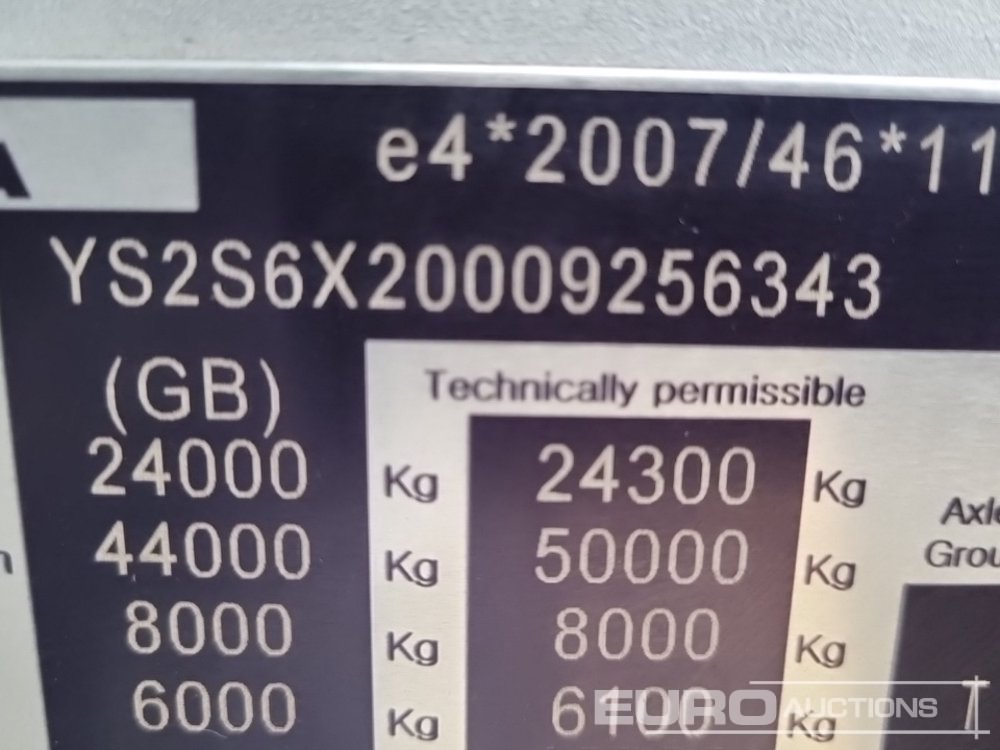 A
e4*2007/46*11
YS2S6X20009256343
(GB)
Technically permissible
24000 Kg 24300 Kg
44000 Kg 50000 Kg
8000 Kg 8000 Kg
6000 Kg 6100 Kg
Axle
Grou
EURO AUCTIONS